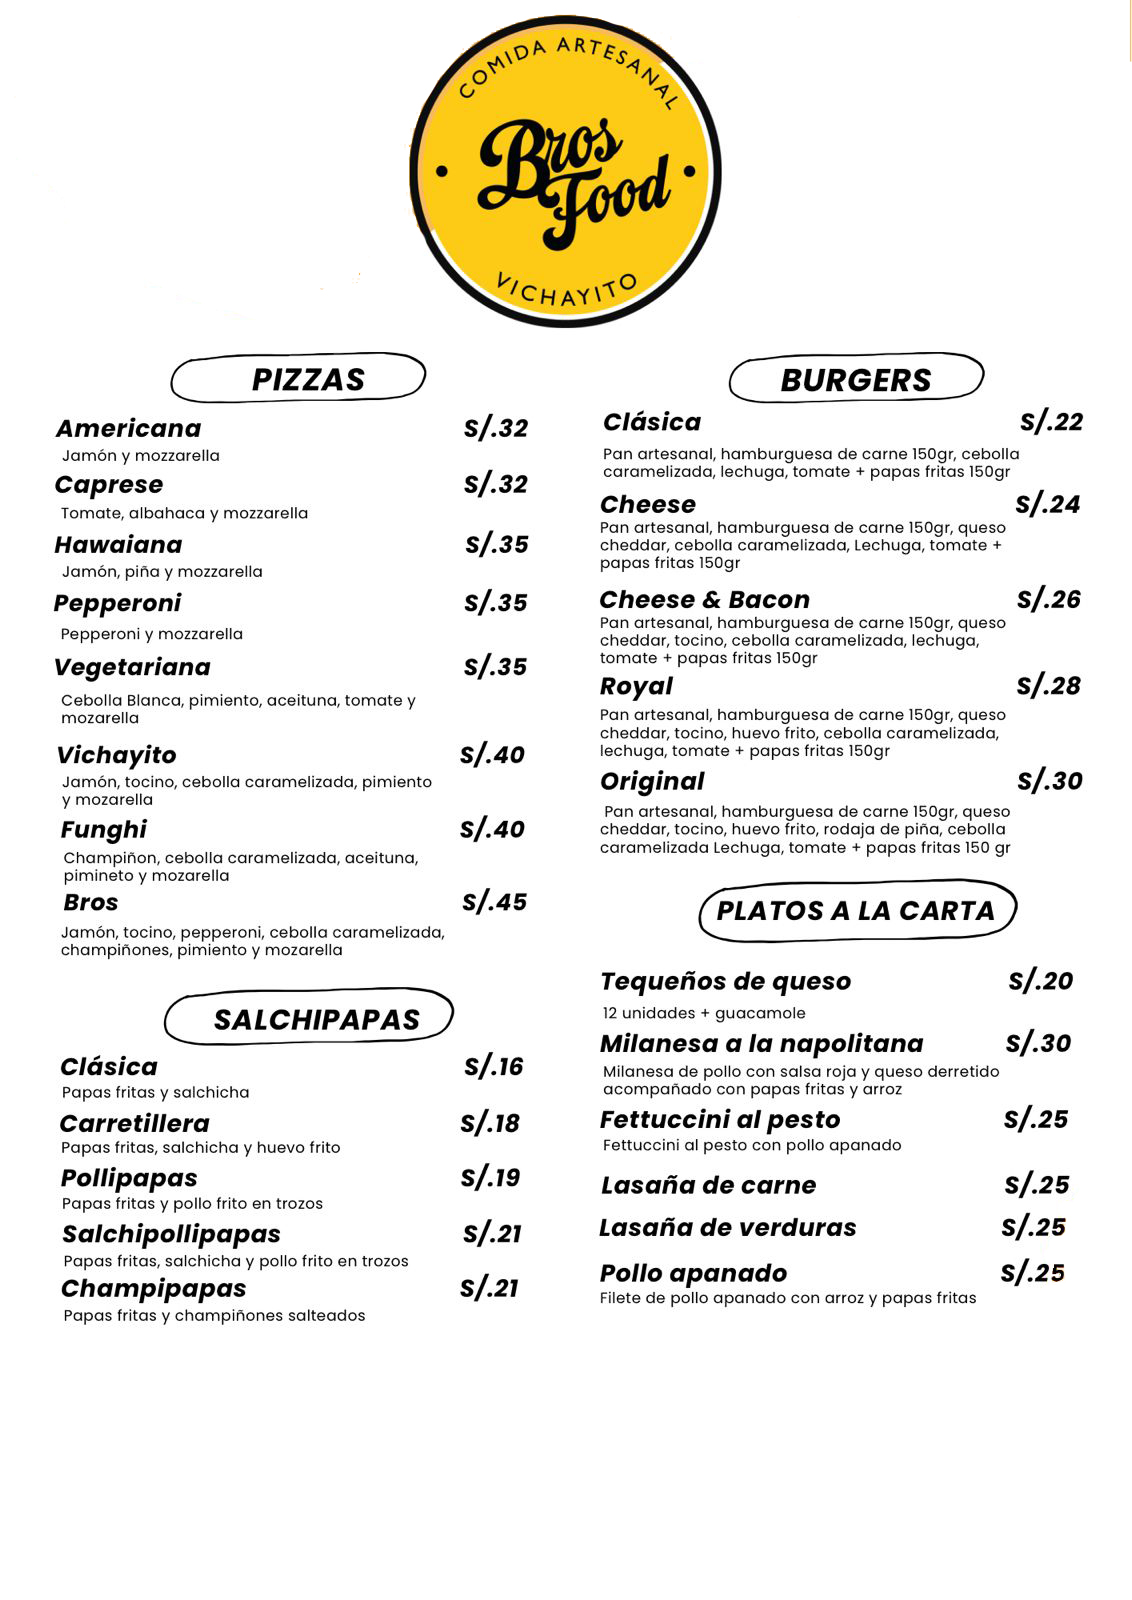 COMIDA ARTESANAL
Bros
Food
VICHAYITO
PIZZAS
Americana S/.32
Jamón y mozzarella
Caprese S/.32
Tomate, albahaca y mozzarella
Hawaiana S/.35
Jamón, piña y mozzarella
Pepperoni S/.35
Pepperoni y mozzarella
Vegetariana S/.35
Cebolla Blanca, pimiento, aceituna, tomate y
mozarella
Vichayito S/.40
Jamón, tocino, cebolla caramelizada, pimiento
y mozarella
Funghi S/.40
Champiñon, cebolla caramelizada, aceituna,
pimineto y mozarella
Bros S/.45
Jamón, tocino, pepperoni, cebolla caramelizada,
champiñones, pimiento y mozarella
SALCHIPAPAS
Clásica S/.16
Papas fritas y salchicha
Carretillera S/.18
Papas fritas, salchicha y huevo frito
Pollipapas S/.19
Papas fritas y pollo frito en trozos
Salchipollipapas S/.21
Papas fritas, salchicha y pollo frito en trozos
Champipapas S/.21
Papas fritas y champiñones salteados
BURGERS
Clásica S/.22
Pan artesanal, hamburguesa de carne 150gr, cebolla
caramelizada, lechuga, tomate + papas fritas 150gr
Cheese S/.24
Pan artesanal, hamburguesa de carne 150gr, queso
cheddar, cebolla caramelizada, Lechuga, tomate +
papas fritas 150gr
Cheese & Bacon S/.26
Pan artesanal, hamburguesa de carne 150gr, queso
cheddar, tocino, cebolla caramelizada, lechuga,
tomate + papas fritas 150gr
Royal S/.28
Pan artesanal, hamburguesa de carne 150gr, queso
cheddar, tocino, huevo frito, cebolla caramelizada,
lechuga, tomate + papas fritas 150gr
Original S/.30
Pan artesanal, hamburguesa de carne 150gr, queso
cheddar, tocino, huevo frito, rodaja de piña, cebolla
caramelizada Lechuga, tomate + papas fritas 150 gr
PLATOS A LA CARTA
Tequeños de queso S/.20
12 unidades + guacamole
Milanesa a la napolitana S/.30
Milanesa de pollo con salsa roja y queso derretido
acompañado con papas fritas y arroz
Fettuccini al pesto S/.25
Fettuccini al pesto con pollo apanado
Lasaña de carne S/.25
Lasaña de verduras S/.25
Pollo apanado S/.25
Filete de pollo apanado con arroz y papas fritas